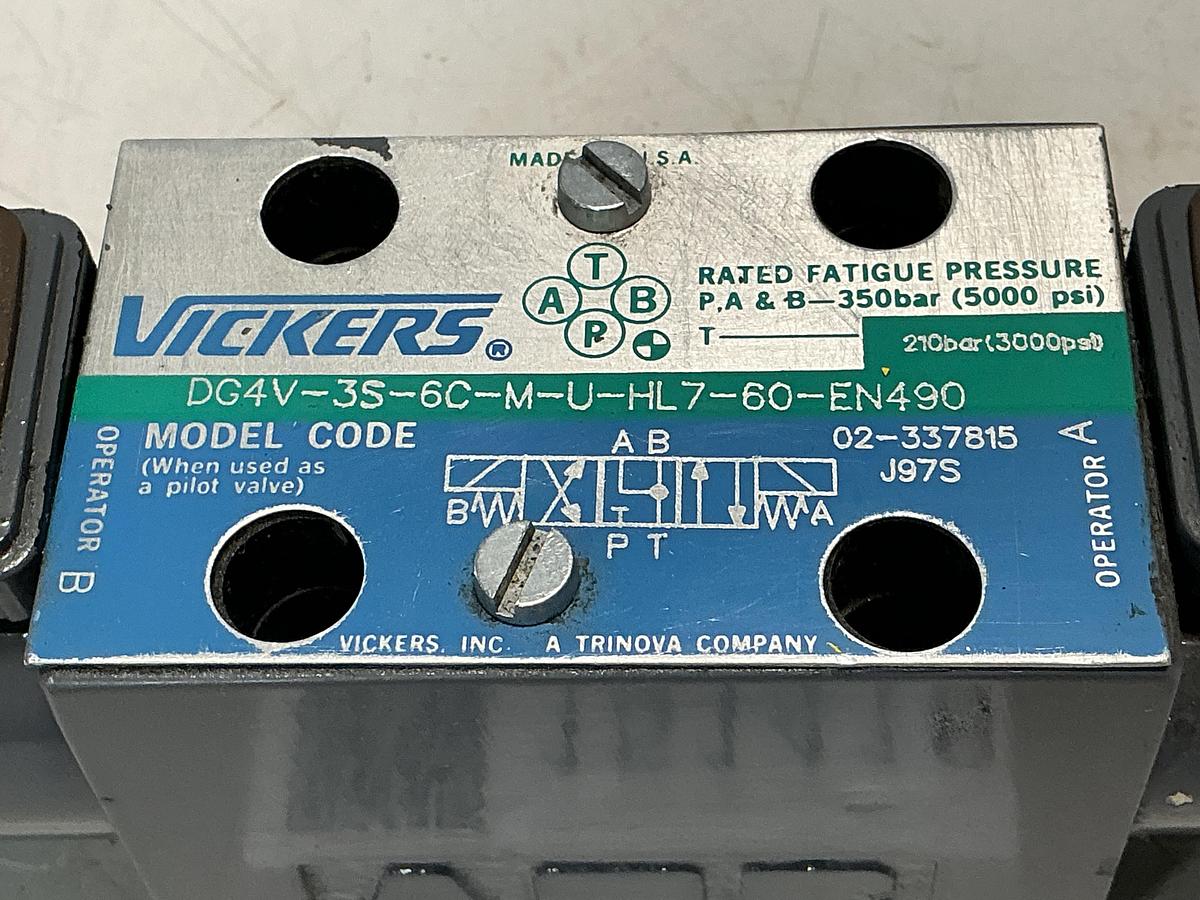 MADE U.S.A
T
A B
P
VICKERS®
RATED FATIGUE PRESSURE
P,A & B—350bar (5000 psi)
T
210bar(3000psi)
DG4V-3S-6C-M-U-HL7-60-EN490
MODEL CODE
(When used as
a pilot valve)
OPERATOR B
A B
B T A
P T
02-337815
J97S
OPERATOR A
VICKERS, INC. A TRINOVA COMPANY